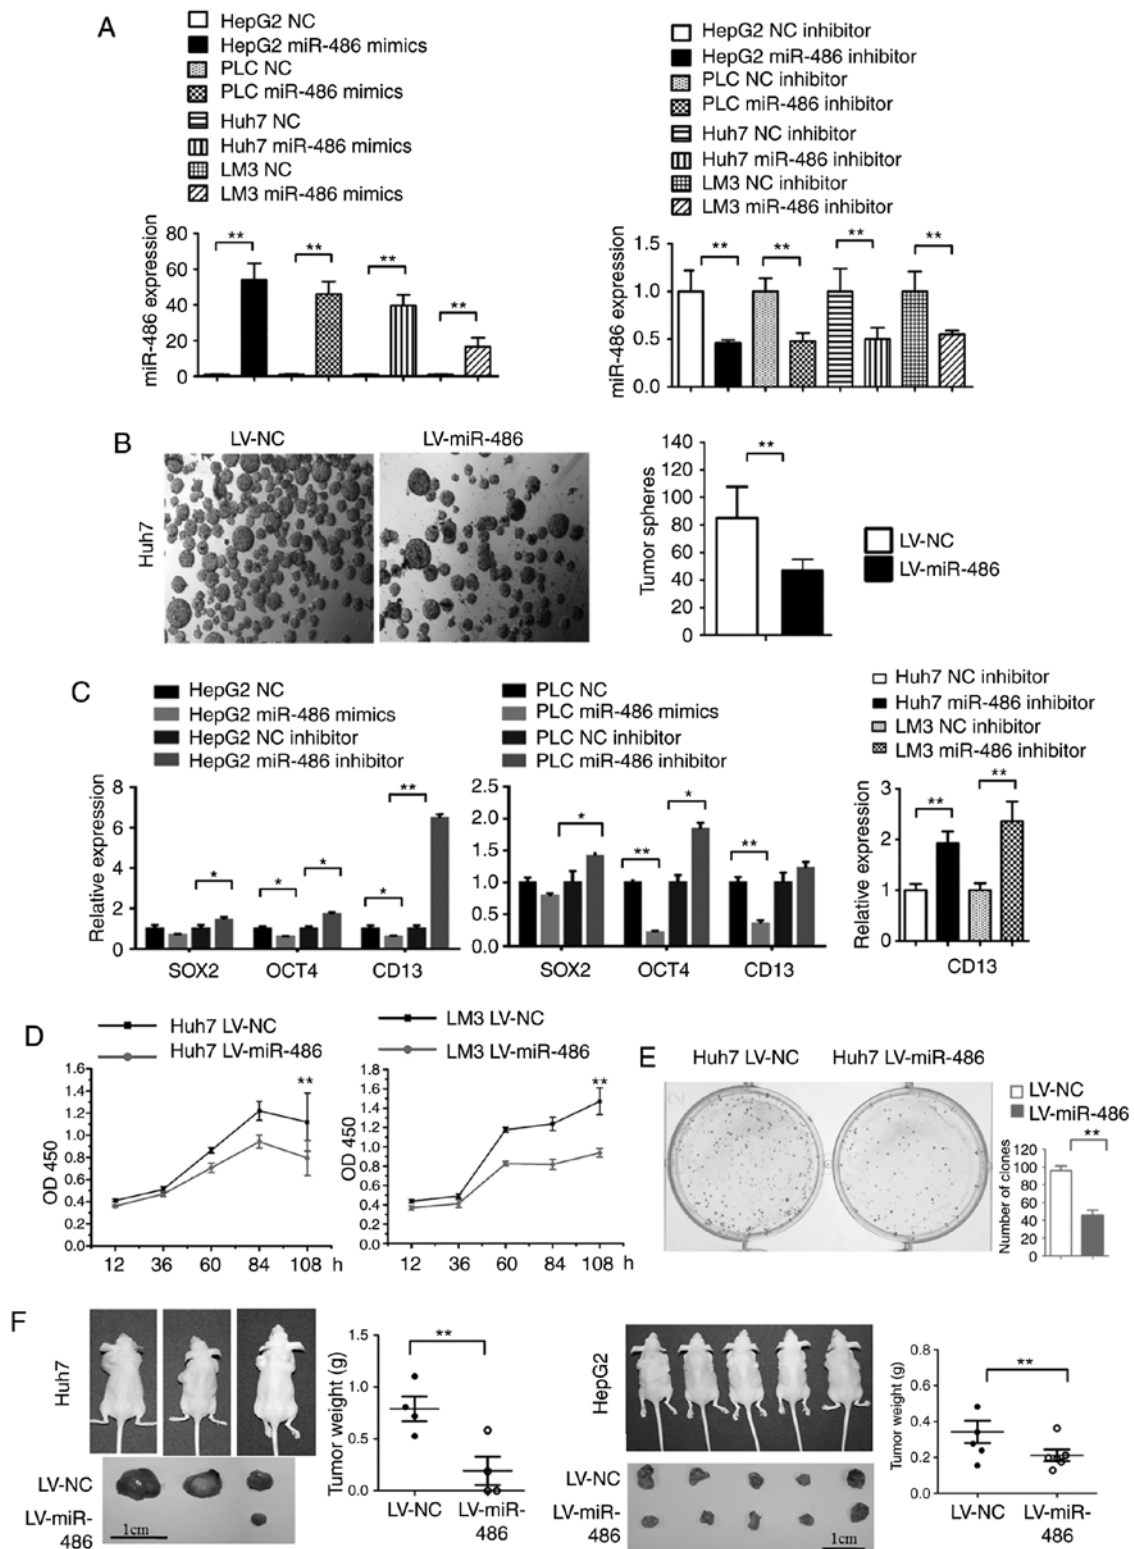 A
HepG2 NC
HepG2 miR-486 mimics
PLC NC
PLC miR-486 mimics
Huh7 NC
Huh7 miR-486 mimics
LM3 NC
LM3 miR-486 mimics
miR-486 expression
80
60
40
20
0
** ** ** **
HepG2 NC inhibitor
HepG2 miR-486 inhibitor
PLC NC inhibitor
PLC miR-486 inhibitor
Huh7 NC inhibitor
Huh7 miR-486 inhibitor
LM3 NC inhibitor
LM3 miR-486 inhibitor
miR-486 expression
1.5
1.0
0.5
0.0
** ** ** **
B
LV-NC LV-miR-486
Huh7
Tumor spheres
140
120
100
80
60
40
20
0
**
LV-NC
LV-miR-486
C
HepG2 NC
HepG2 miR-486 mimics
HepG2 NC inhibitor
HepG2 miR-486 inhibitor
Relative expression
8
6
4
2
0
* * * * **
SOX2 OCT4 CD13
PLC NC
PLC miR-486 mimics
PLC NC inhibitor
PLC miR-486 inhibitor
2.5
2.0
1.5
1.0
0.5
0.0
* ** * **
SOX2 OCT4 CD13
Huh7 NC inhibitor
Huh7 miR-486 inhibitor
LM3 NC inhibitor
LM3 miR-486 inhibitor
Relative expression
3
2
1
0
** **
CD13
D
Huh7 LV-NC
Huh7 LV-miR-486
OD 450
1.6
1.4
1.2
1.0
0.8
0.6
0.4
0.2
0.0
**
12 36 60 84 108 h
LM3 LV-NC
LM3 LV-miR-486
OD 450
1.8
1.6
1.4
1.2
1.0
0.8
0.6
0.4
0.2
0.0
**
12 36 60 84 108 h
E
Huh7 LV-NC Huh7 LV-miR-486
2
LV-NC
LV-miR-486
Number of clones
120
100
80
60
40
20
0
**
F
Huh7
LV-NC
LV-miR-
486
1cm
Tumor weight (g)
1.5
1.0
0.5
0.0
**
LV-NC LV-miR-
486
HepG2
LV-NC
LV-miR-
486
1cm
Tumor weight (g)
0.8
0.6
0.4
0.2
0.0
**
LV-NC LV-miR-
486